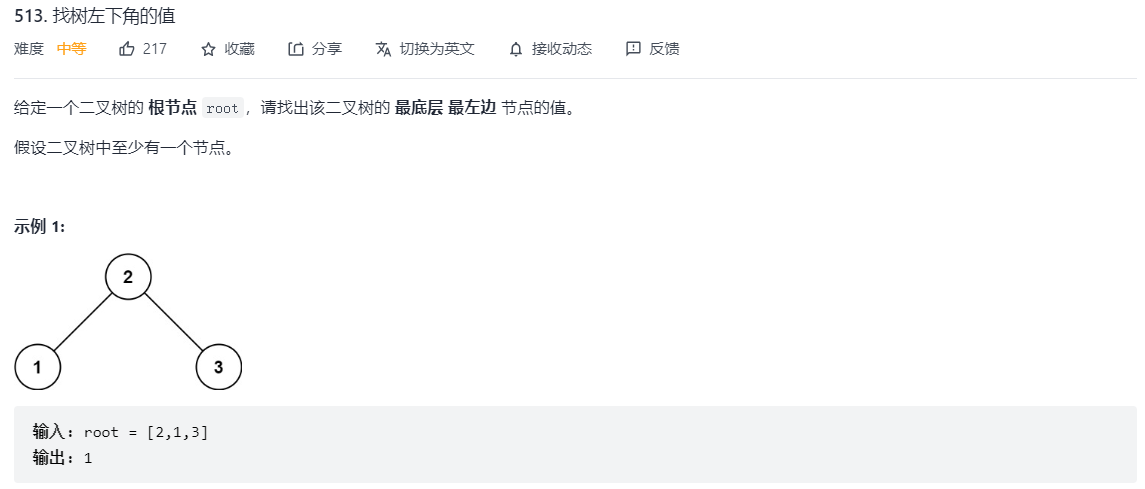 513. 找树左下角的值
难度 中等 217 收藏 分享 切换为英文 接收动态 反馈
给定一个二叉树的 根节点 root，请找出该二叉树的 最底层 最左边 节点的值。
假设二叉树中至少有一个节点。
示例 1:
2
1 3
输入: root = [2,1,3]
输出: 1